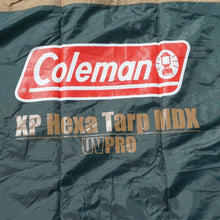 Coleman
XP Hexa Tarp MDX
UVPRO